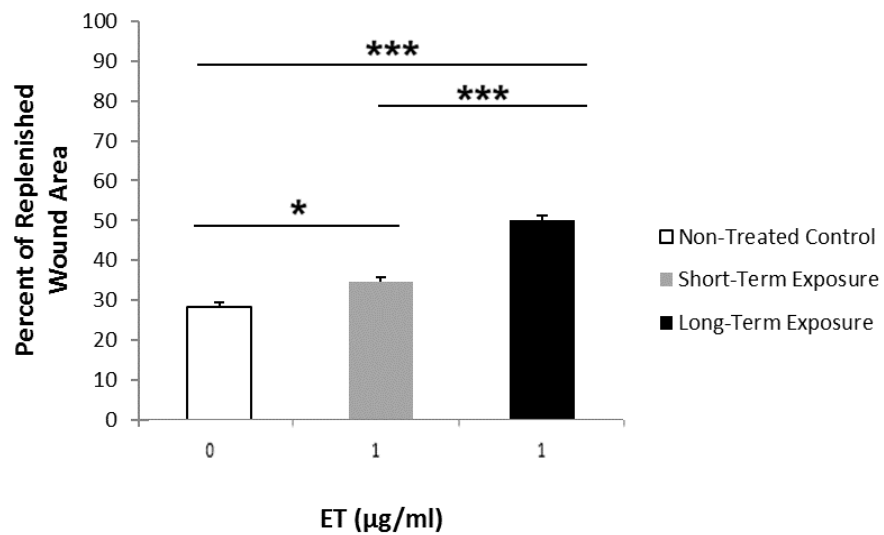 100
90
80
70
60
50
40
30
20
10
0
Percent of Replenished
Wound Area
***
***
*
0 1 1
ET (µg/ml)
Non-Treated Control
Short-Term Exposure
Long-Term Exposure